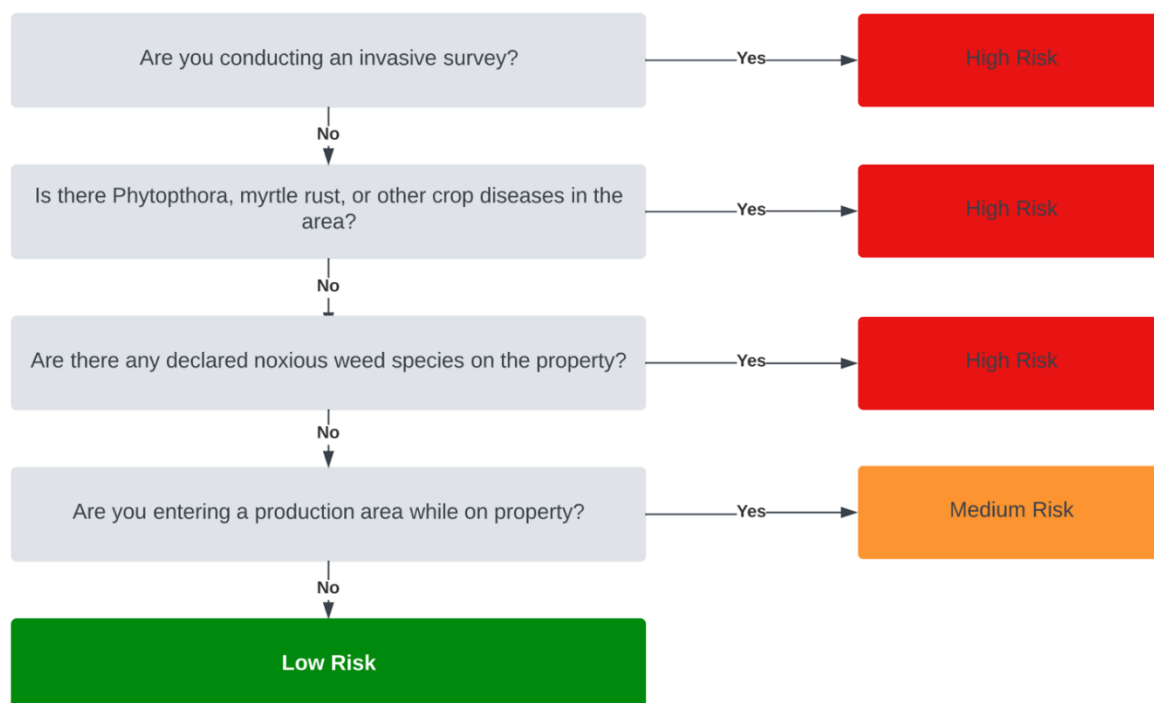 Are you conducting an invasive survey?
Yes
High Risk
No
Is there Phytopthora, myrtle rust, or other crop diseases in the
area?
Yes
High Risk
No
Are there any declared noxious weed species on the property?
Yes
High Risk
No
Are you entering a production area while on property?
Yes
Medium Risk
No
Low Risk